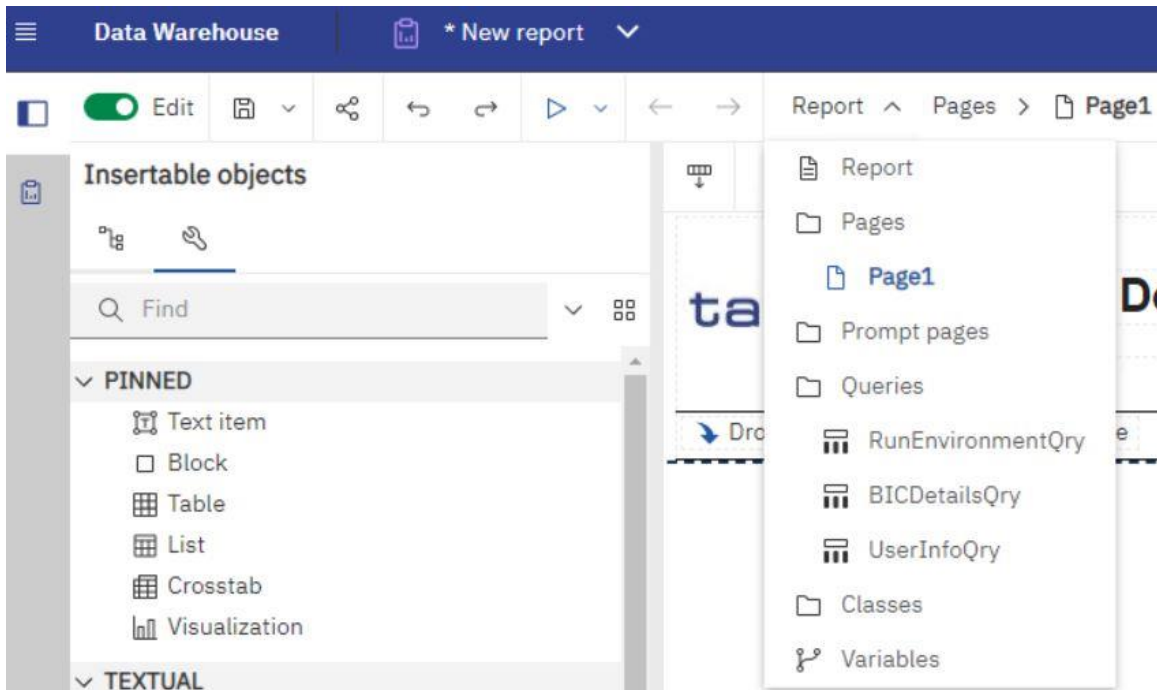 Data Warehouse * New report
Edit Report Pages > Page1
Insertable objects
Find
PINNED
Text item
Block
Table
List
Crosstab
Visualization
TEXTUAL
Report
Pages
Page1
Prompt pages
Queries
RunEnvironmentQry
BICDetailsQry
UserInfoQry
Classes
Variables
ta